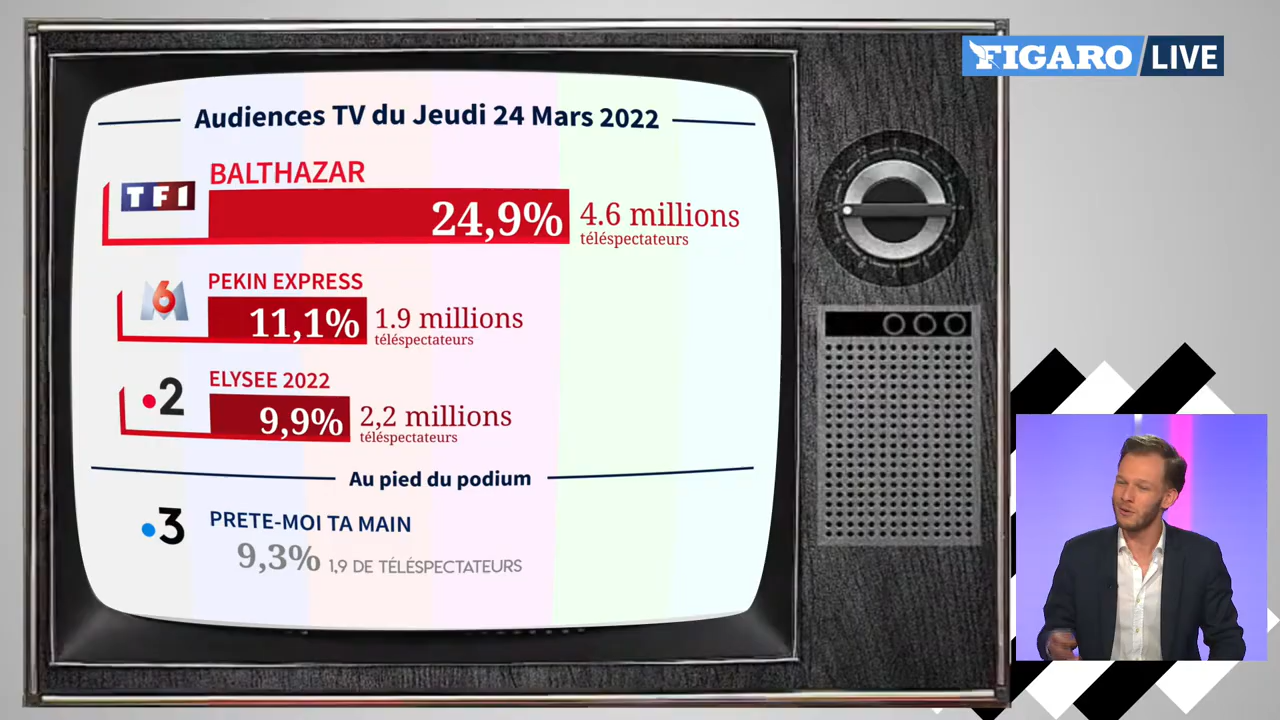 FIGARO LIVE
Audiences TV du Jeudi 24 Mars 2022
BALTHAZAR
TF1
24,9%
4.6 millions
téléspectateurs
PEKIN EXPRESS
M6
11,1%
1.9 millions
téléspectateurs
ELYSEE 2022
2
9,9%
2,2 millions
téléspectateurs
Au pied du podium
3
PRETE-MOI TA MAIN
9,3% 1,9 DE TÉLÉSPECTATEURS